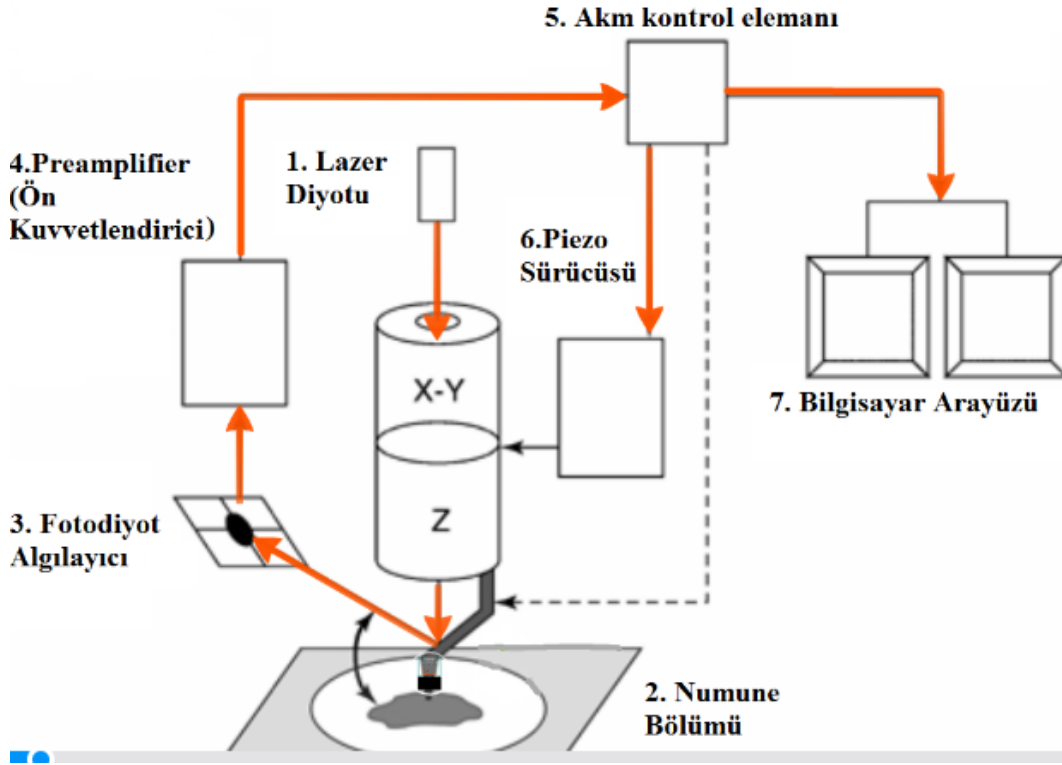 5. Akm kontrol elemanı
4.Preamplifier
(Ön
Kuvvetlendirici)
1. Lazer
Diyotu
6.Piezo
Sürücüsü
X-Y
7. Bilgisayar Arayüzü
Z
3. Fotodiyot
Algılayıcı
2. Numune
Bölümü